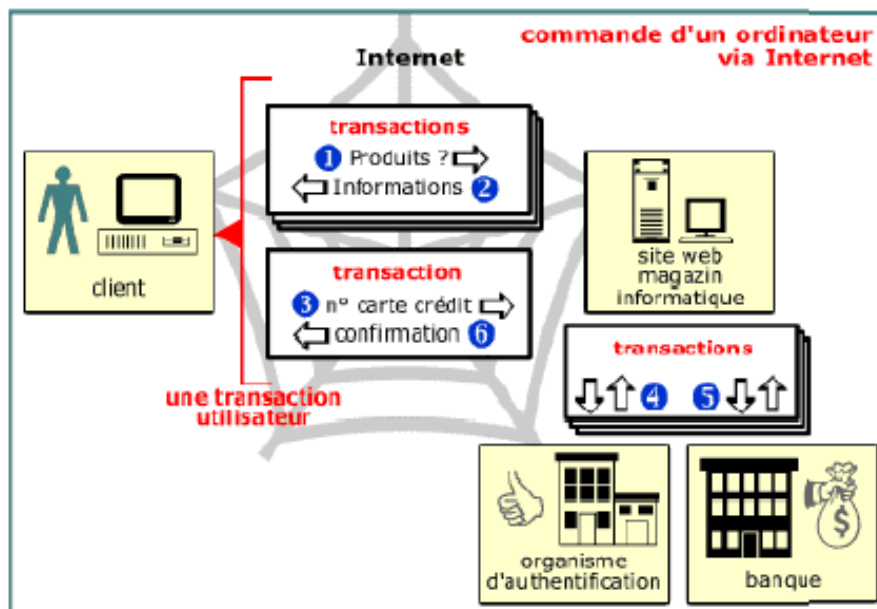 commande d'un ordinateur
via Internet
Internet
transactions
1 Produits ?
Informations 2
client
site web
magazin
informatique
transaction
3 n° carte crédit
confirmation 6
transactions
4 5
une transaction
utilisateur
$
organisme
d'authentification
banque